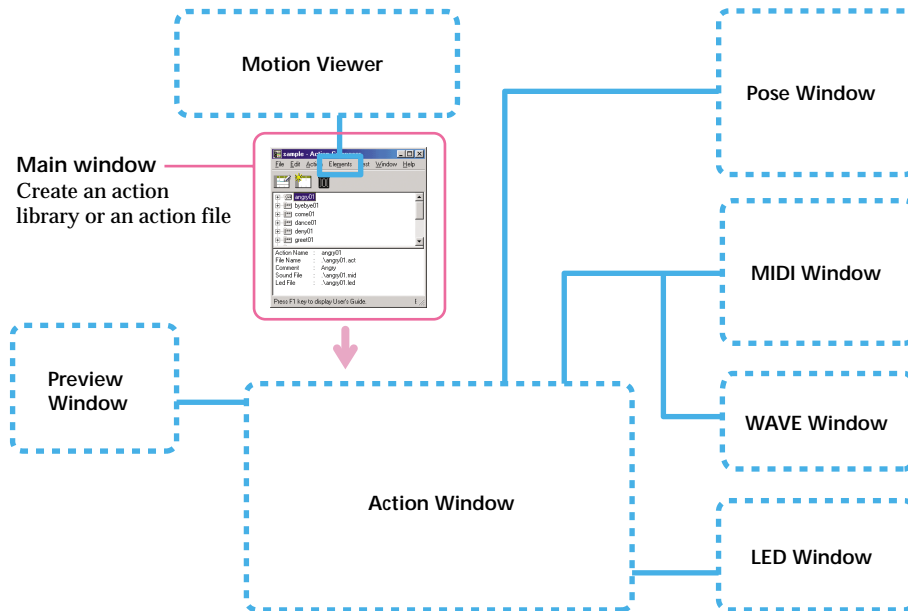 Motion Viewer
Pose Window
Main window
Create an action
library or an action file
File Edit Action Elements Test Window Help
angry01
byebye01
come01
dance01
deny01
greet01
Action Name : angry01
File Name : .\angry01.act
Comment : Angry
Sound File : .\angry01.mid
Led File : .\angry01.led
Press F1 key to display User's Guide.
MIDI Window
Preview
Window
WAVE Window
Action Window
LED Window